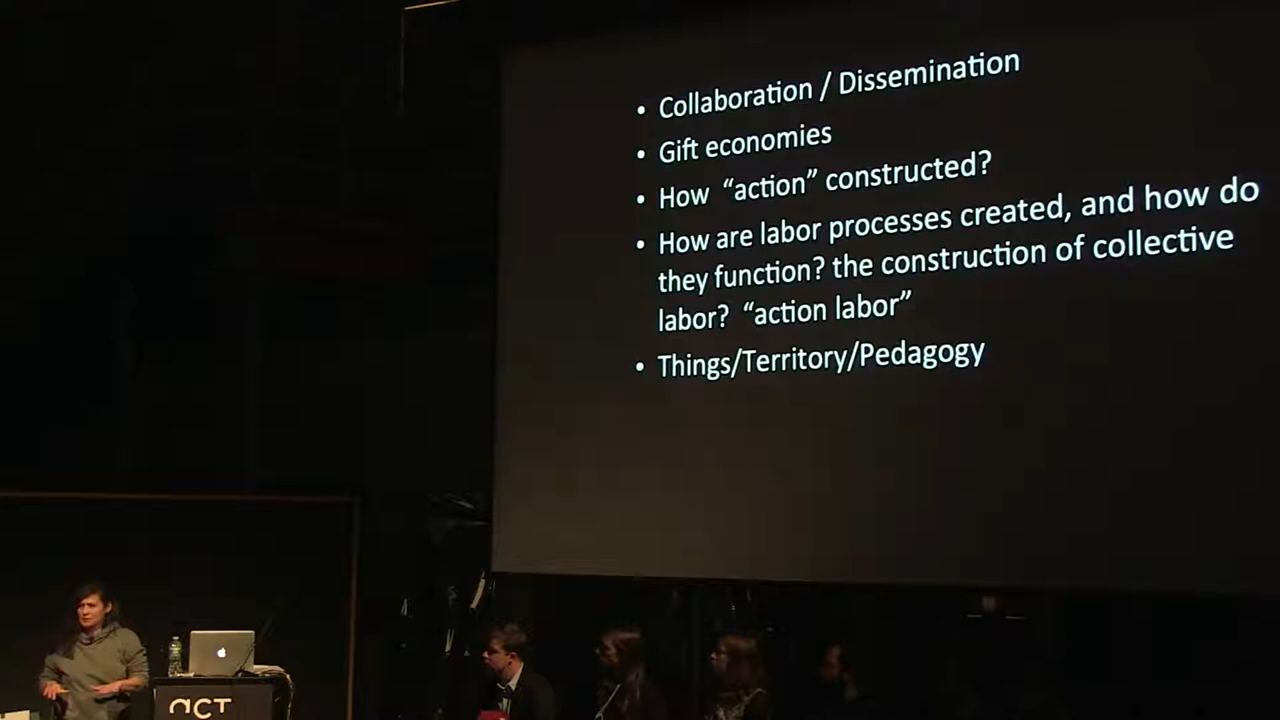 • Collaboration / Dissemination
• Gift economies
• How “action” constructed?
• How are labor processes created, and how do
they function? the construction of collective
labor? “action labor”
• Things/Territory/Pedagogy
act